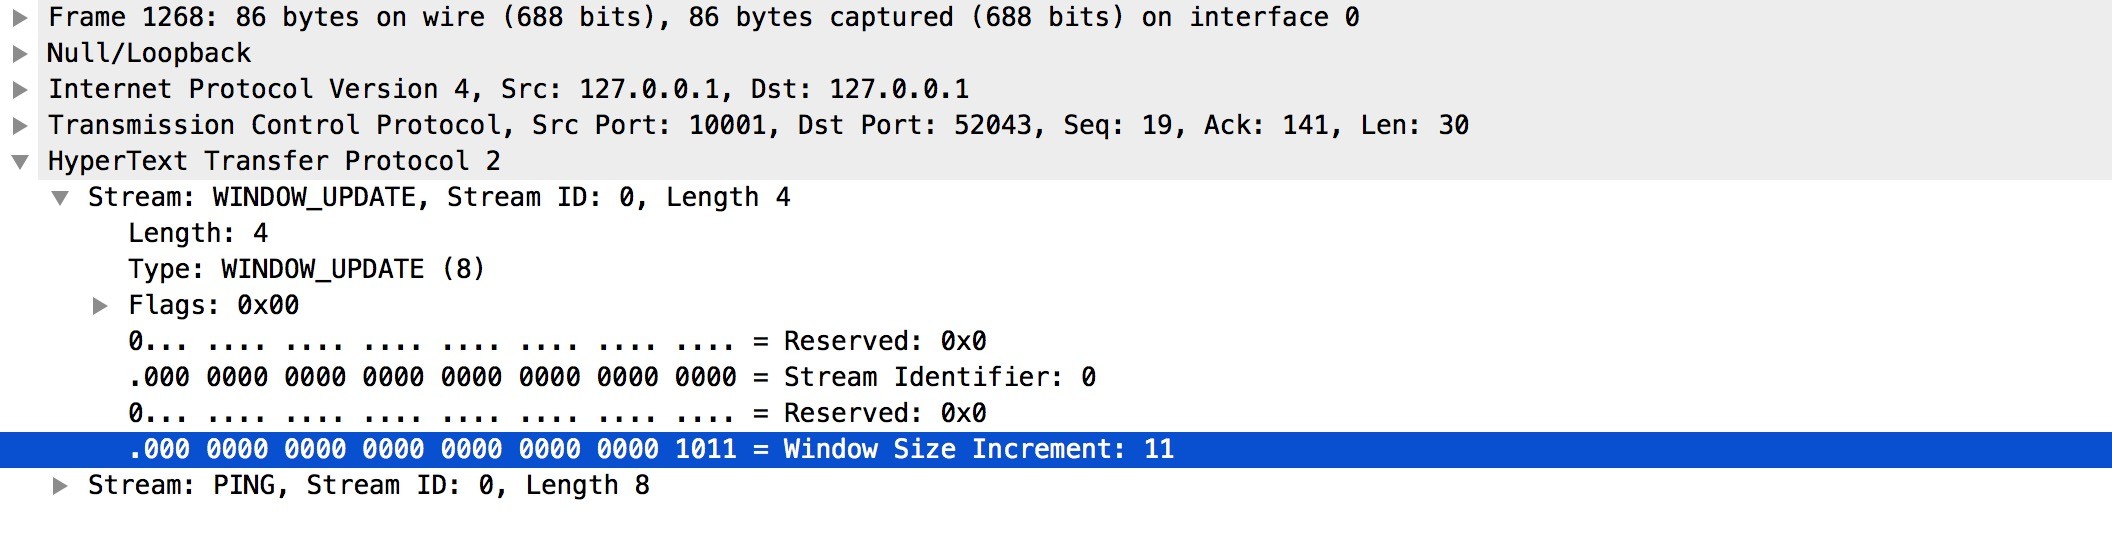 Frame 1268: 86 bytes on wire (688 bits), 86 bytes captured (688 bits) on interface 0
Null/Loopback
Internet Protocol Version 4, Src: 127.0.0.1, Dst: 127.0.0.1
Transmission Control Protocol, Src Port: 10001, Dst Port: 52043, Seq: 19, Ack: 141, Len: 30
HyperText Transfer Protocol 2
Stream: WINDOW_UPDATE, Stream ID: 0, Length 4
Length: 4
Type: WINDOW_UPDATE (8)
Flags: 0x00
0... .... .... .... .... .... .... .... = Reserved: 0x0
.000 0000 0000 0000 0000 0000 0000 0000 = Stream Identifier: 0
0... .... .... .... .... .... .... .... = Reserved: 0x0
.000 0000 0000 0000 0000 0000 0000 1011 = Window Size Increment: 11
Stream: PING, Stream ID: 0, Length 8